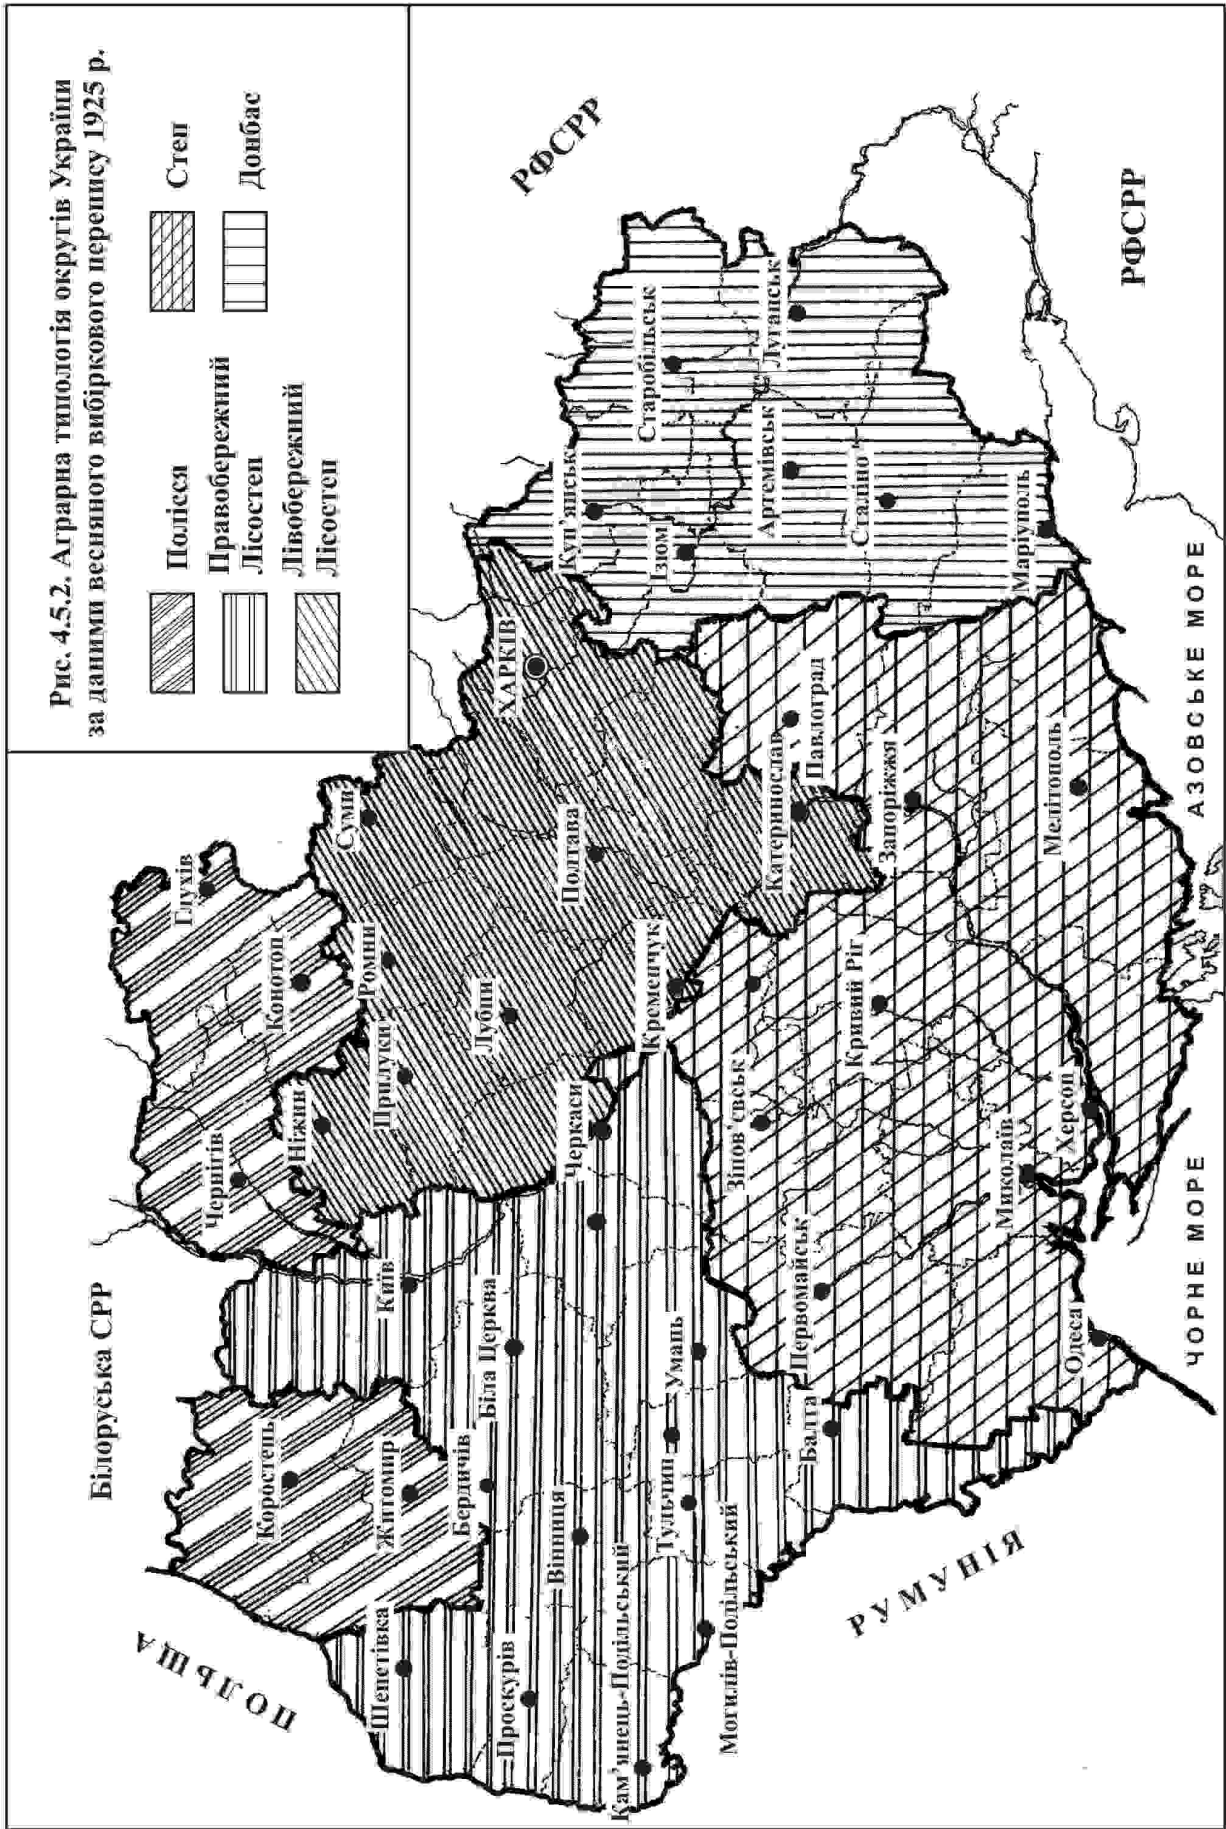 Рис. 4.5.2. Аграрна типологія округів України
за даними весняного вибіркового перепису 1925 р.
Полісся
Правобережний
Лісостеп
Лівобережний
Лісостеп
Степ
Донбас
Білоруська СРР
ПОЛЬЩА
РУМУНІЯ
РФСРР
РФСРР
ЧОРНЕ МОРЕ
АЗОВСЬКЕ МОРЕ
Глухів
Конотоп
Чернігів
Ніжин
Прилуки
Ромни
Суми
ХАРКІВ
Лубни
Полтава
Кременчук
Коростень
Житомир
Київ
Шепетівка
Бердичів
Біла Церква
Черкаси
Проскурів
Вінниця
Кам’янець-Подільський
Тульчин
Умань
Могилів-Подільський
Балта
Первомайськ
Зінов’євськ
Кривий Ріг
Катеринослав
Павлоград
Запоріжжя
Мелітополь
Миколаїв
Херсон
Одеса
Куп’янськ
Ізюм
Старобільськ
Луганськ
Артемівськ
Сталіно
Маріуполь